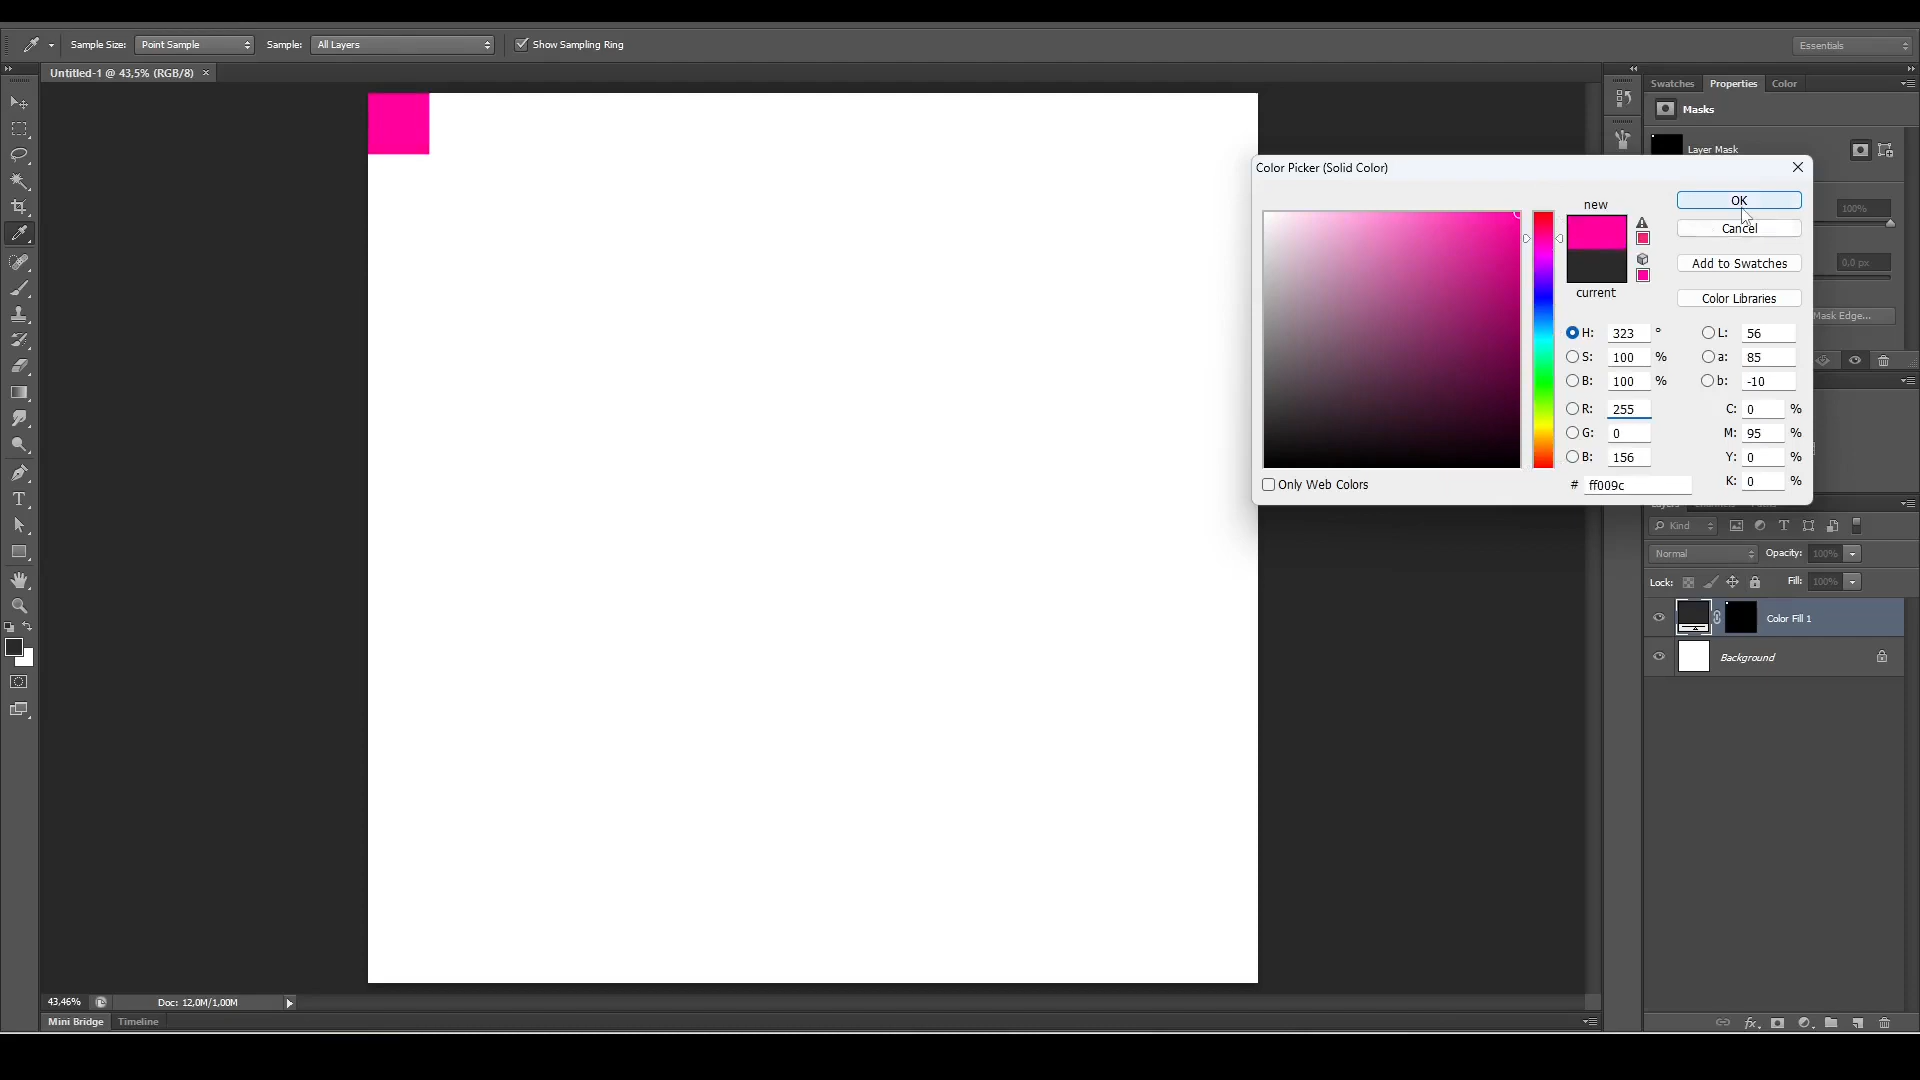 Sample Size: Point Sample Sample: All Layers Show Sampling Ring Essentials
Untitled-1 @ 43,5% (RGB/8) ×
Swatches Properties Color
Masks
Layer Mask
Color Picker (Solid Color)
new
OK
100%
Cancel
Add to Swatches
0,0 px
current
Color Libraries
Mask Edge...
H: 323 ° L: 56
S: 100 % a: 85
B: 100 % b: -10
R: 255 C: 0 %
G: 0 M: 95 %
B: 156 Y: 0 %
Only Web Colors # ff009c K: 0 %
Kind
Normal Opacity: 100%
Lock: Fill: 100%
Color Fill 1
Background
43,46% Doc: 12,0M/1,00M
Mini Bridge Timeline